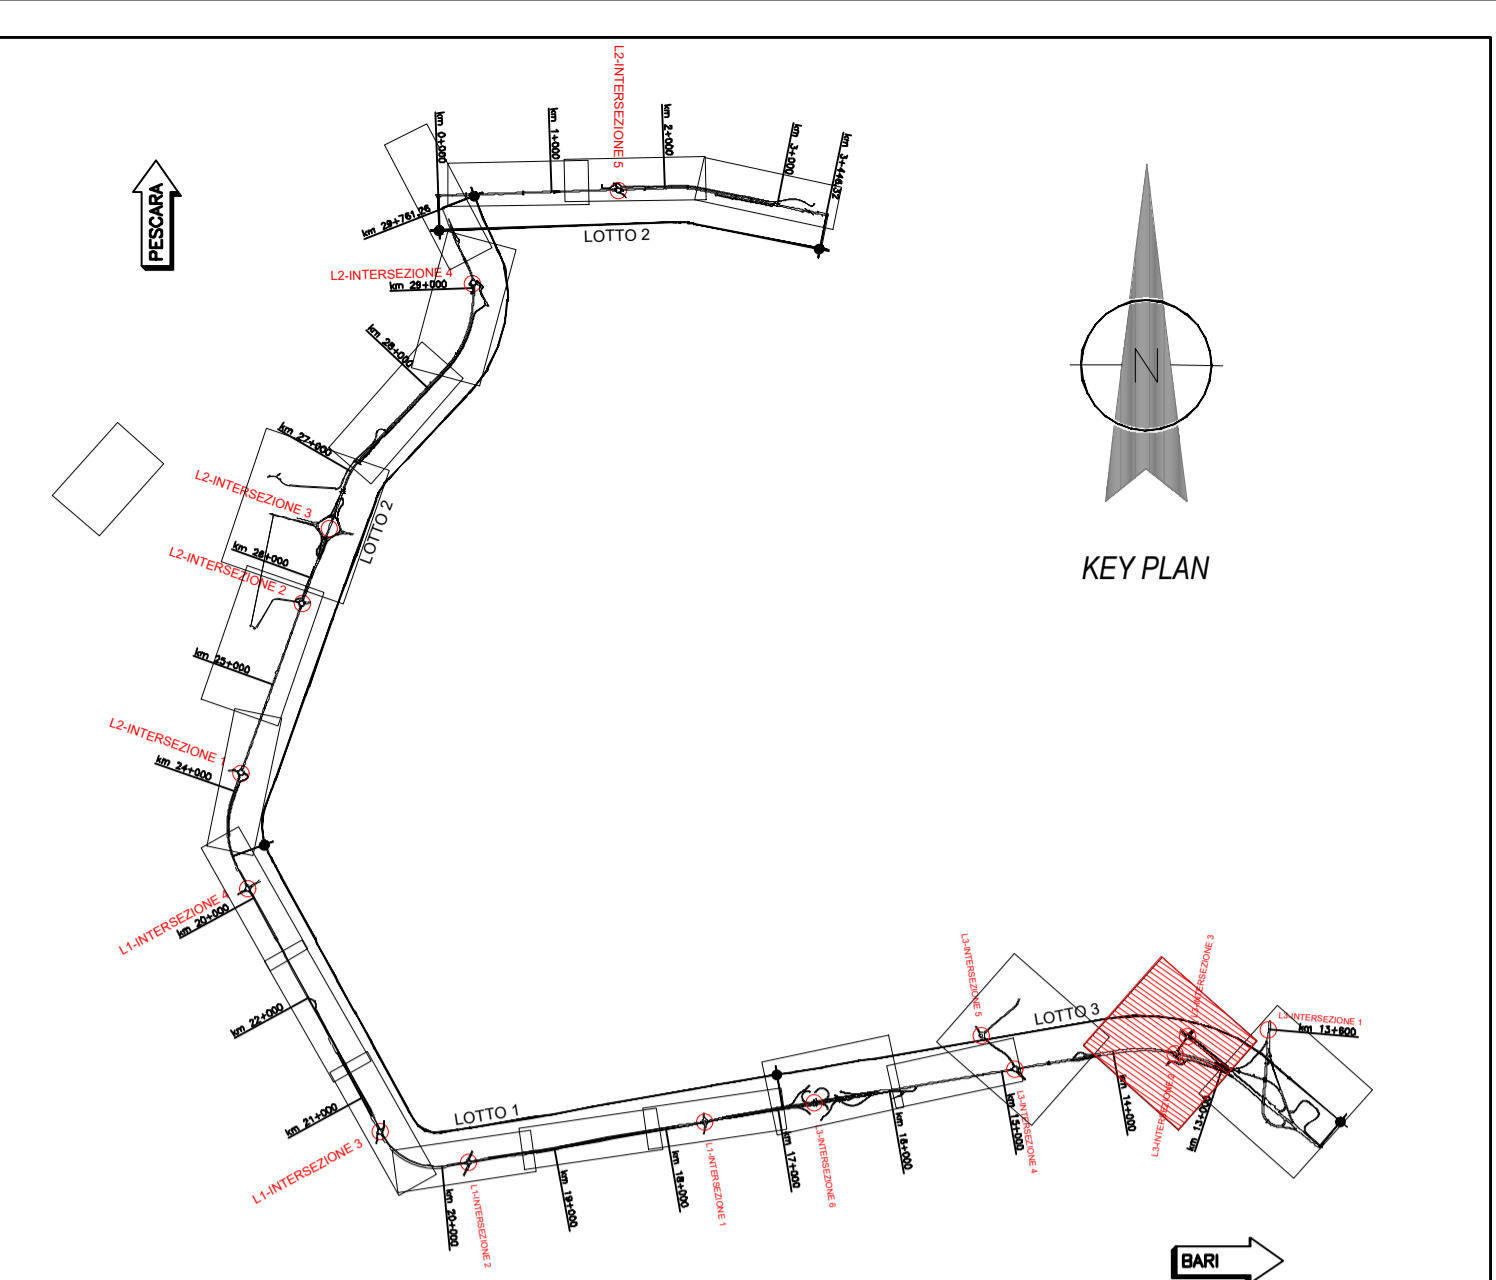 L2-INTERSEZIONE 5
km 0+000
km 1+000
km 2+000
km 3+000
km 3+446,32
PESCARA
km 29+761,26
LOTTO 2
L2-INTERSEZIONE 4
km 29+000
km 28+000
km 27+000
L2-INTERSEZIONE 3
LOTTO 2
km 26+000
L2-INTERSEZIONE 2
km 25+000
L2-INTERSEZIONE 1
km 24+000
N
KEY PLAN
L1-INTERSEZIONE 4
km 20+000
km 22+000
km 21+000
L1-INTERSEZIONE 3
LOTTO 1
km 20+000
L1-INTERSEZIONE 2
km 19+000
km 18+000
L1-INTERSEZIONE 1
km 17+000
L3-INTERSEZIONE 6
km 16+000
L3-INTERSEZIONE 5
LOTTO 3
km 15+000
L3-INTERSEZIONE 4
km 14+000
L3-INTERSEZIONE 3
L3-INTERSEZIONE 2
km 13+000
L3-INTERSEZIONE 1
km 13+600
BARI